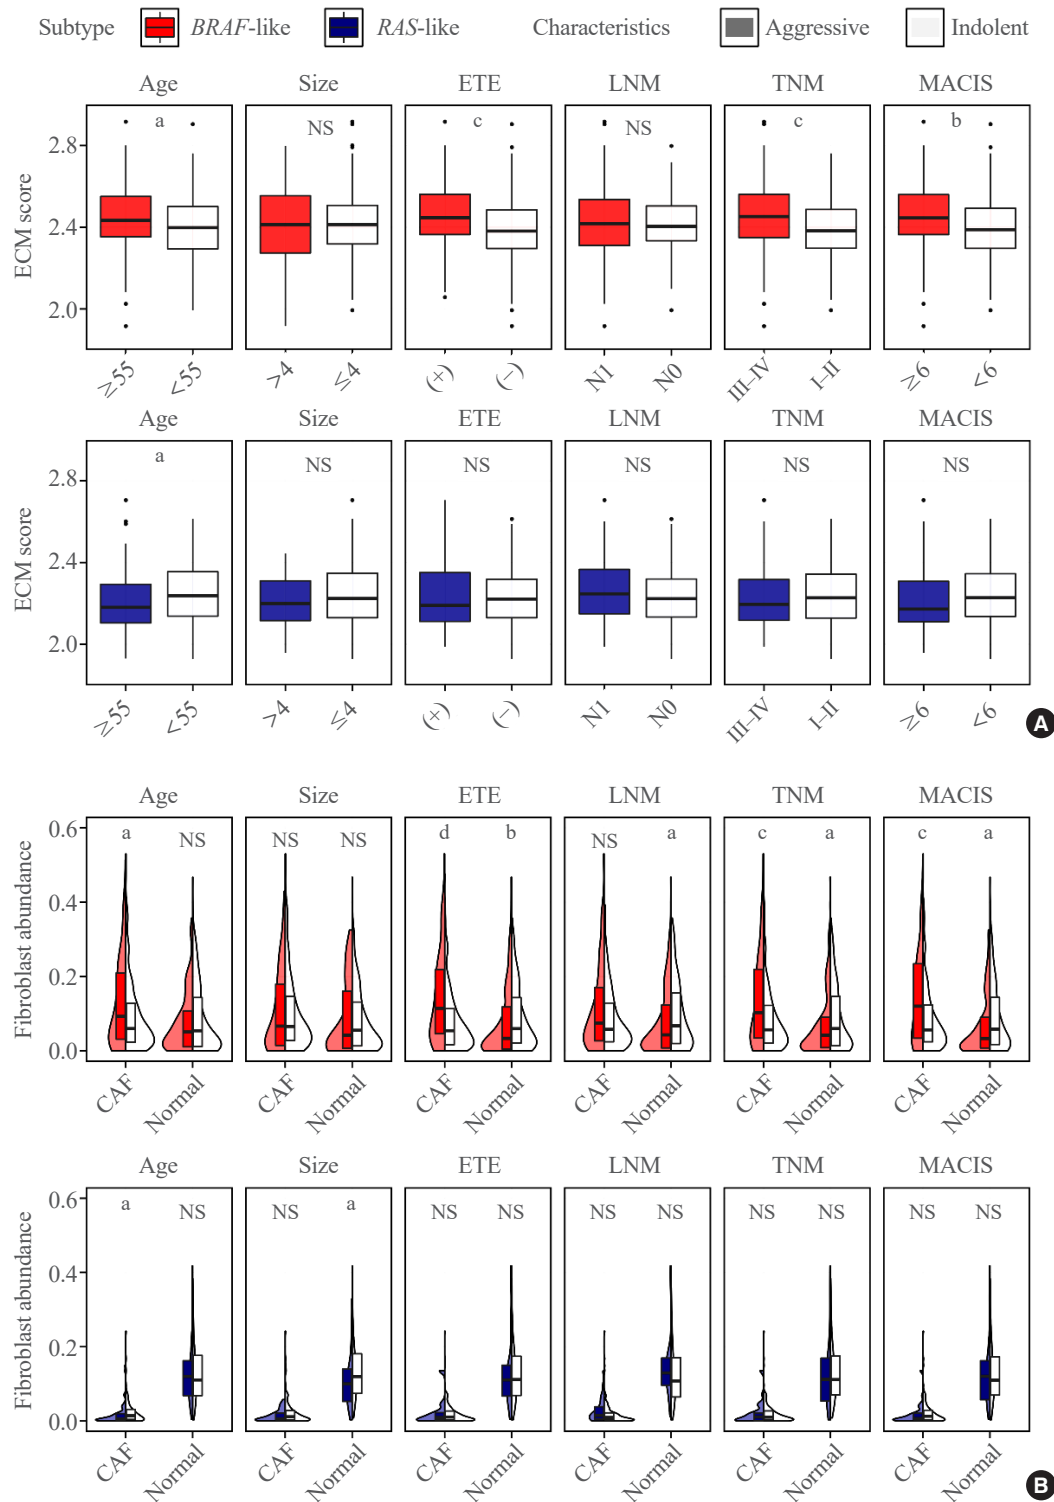 Subtype BRAF-like RAS-like Characteristics Aggressive Indolent
Age Size ETE LNM TNM MACIS
a NS c NS c b
ECM score
2.8
2.4
2.0
≥55 <55 >4 ≤4 (+) (−) N1 N0 III–IV I–II ≥6 <6
Age Size ETE LNM TNM MACIS
a NS NS NS NS NS
ECM score
2.8
2.4
2.0
≥55 <55 >4 ≤4 (+) (−) N1 N0 III–IV I–II ≥6 <6
A
Age Size ETE LNM TNM MACIS
a NS NS NS d b NS a c a c a
Fibroblast abundance
0.6
0.4
0.2
0.0
CAF Normal CAF Normal CAF Normal CAF Normal CAF Normal CAF Normal
Age Size ETE LNM TNM MACIS
a NS NS a NS NS NS NS NS NS NS NS
Fibroblast abundance
0.6
0.4
0.2
0.0
CAF Normal CAF Normal CAF Normal CAF Normal CAF Normal CAF Normal
B